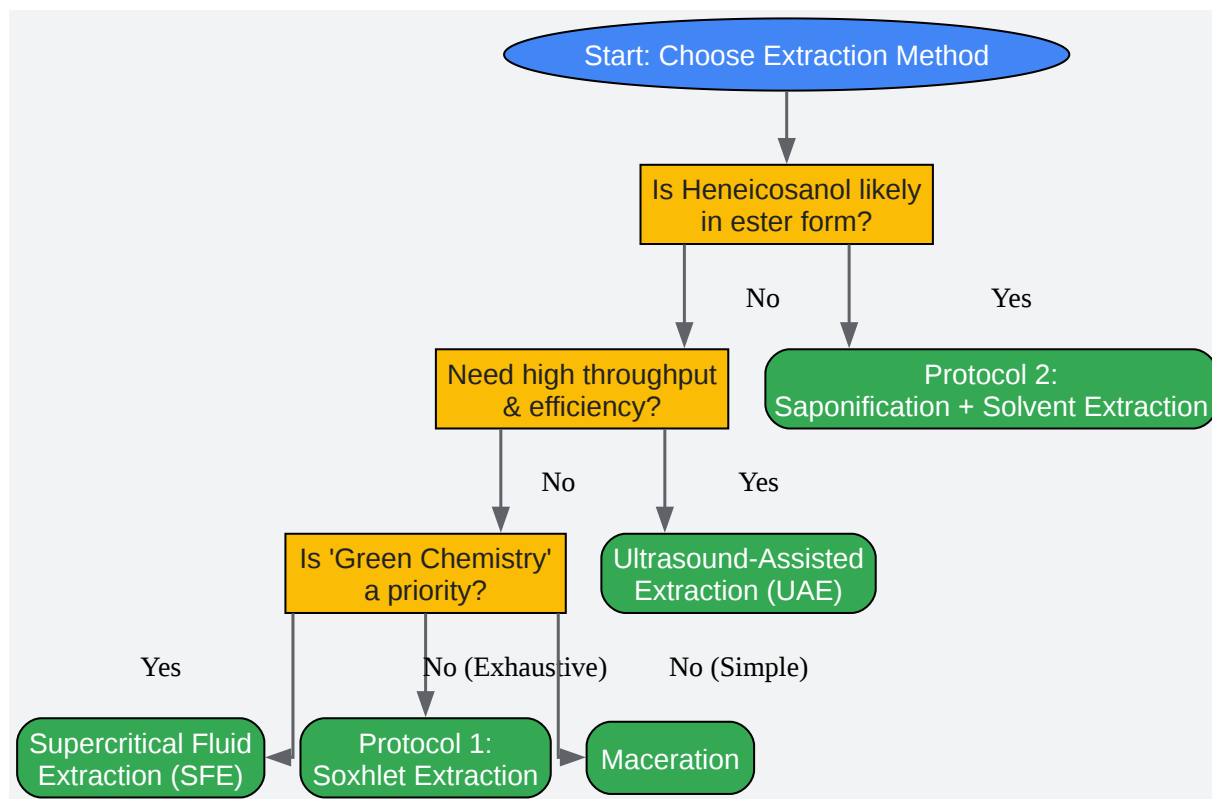 Start: Choose Extraction Method
Is Heneicosanol likely
in ester form?
No
Yes
Need high throughput
& efficiency?
Protocol 2:
Saponification + Solvent Extraction
No
Yes
Is 'Green Chemistry'
a priority?
Ultrasound-Assisted
Extraction (UAE)
Yes
No (Exhaustive)
No (Simple)
Supercritical Fluid
Extraction (SFE)
Protocol 1:
Soxhlet Extraction
Maceration